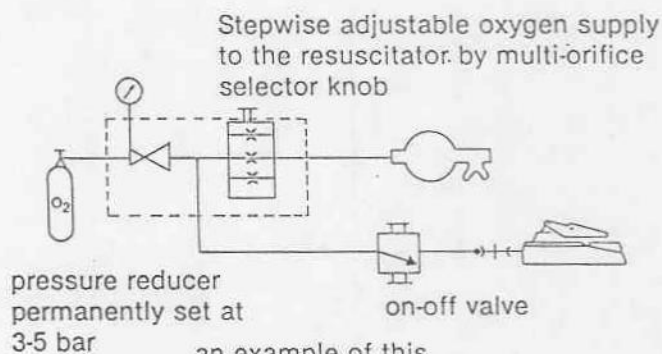 Stepwise adjustable oxygen supply
to the resuscitator. by multi-orifice
selector knob
O₂
pressure reducer
permanently set at
3-5 bar
on-off valve
an example of this